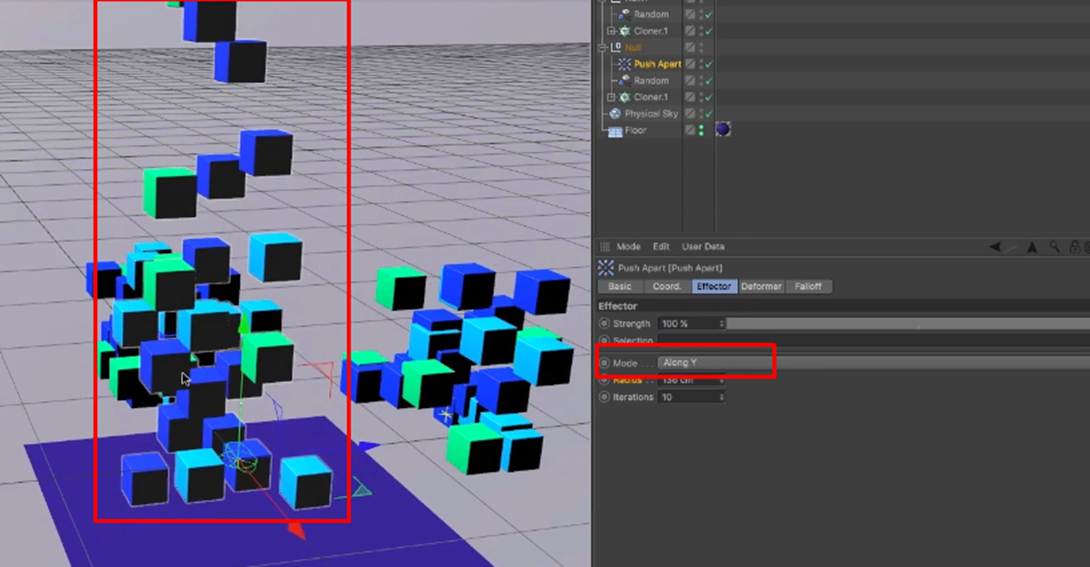 Random
Cloner.1
Null
Push Apart
Random
Cloner.1
Physical Sky
Floor
Mode Edit User Data
Push Apart [Push Apart]
Basic Coord. Effector Deformer Falloff
Effector
Strength 100 %
Selection
Mode . . . Along Y
Radius . . 136 cm
Iterations 10